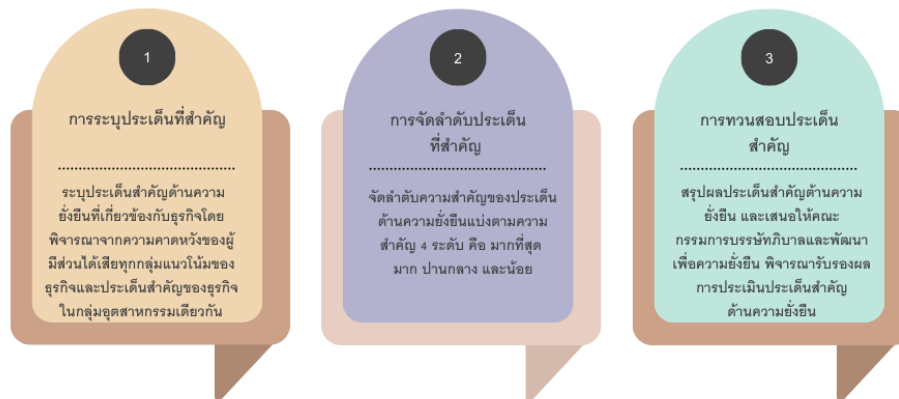 1
การระบุประเด็นที่สำคัญ
ระบุประเด็นสำคัญด้านความ
ยั่งยืนที่เกี่ยวข้องกับธุรกิจโดย
พิจารณาจากความคาดหวังของผู้
มีส่วนได้เสียทุกกลุ่มแนวโน้มของ
ธุรกิจและประเด็นสำคัญของธุรกิจ
ในกลุ่มอุตสาหกรรมเดียวกัน
2
การจัดลำดับประเด็น
ที่สำคัญ
จัดลำดับความสำคัญของประเด็น
ด้านความยั่งยืนแบ่งตามความ
สำคัญ 4 ระดับ คือ มากที่สุด
มาก ปานกลาง และน้อย
3
การทวนสอบประเด็น
สำคัญ
สรุปผลประเด็นสำคัญด้านความ
ยั่งยืน และเสนอให้คณะ
กรรมการบรรษัทภิบาลและพัฒนา
เพื่อความยั่งยืน พิจารณารับรองผล
การประเมินประเด็นสำคัญ
ด้านความยั่งยืน